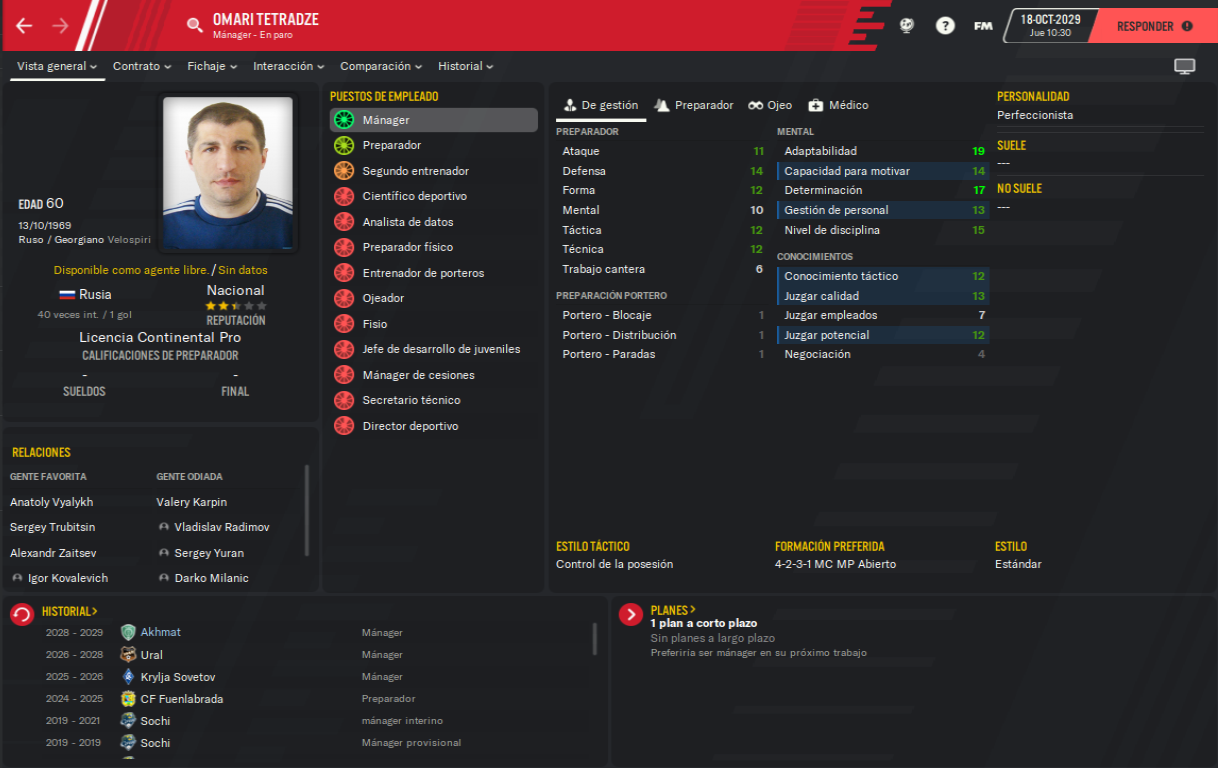 OMARI TETRADZE
Mánager - En paro
?
FM
18-OCT-2029
Jue 10:30
RESPONDER
Vista general
Contrato
Fichaje
Interacción
Comparación
Historial
EDAD 60
13/10/1969
Ruso / Georgiano Velospiri
Disponible como agente libre. / Sin datos
Rusia
40 veces int. / 1 gol
Nacional
REPUTACIÓN
Licencia Continental Pro
CALIFICACIONES DE PREPARADOR
- -
SUELDOS FINAL
PUESTOS DE EMPLEADO
Mánager
Preparador
Segundo entrenador
Científico deportivo
Analista de datos
Preparador físico
Entrenador de porteros
Ojeador
Fisio
Jefe de desarrollo de juveniles
Mánager de cesiones
Secretario técnico
Director deportivo
De gestión
Preparador
Ojeo
Médico
PREPARADOR
Ataque 11
Defensa 14
Forma 12
Mental 10
Táctica 12
Técnica 12
Trabajo cantera 6
PREPARACIÓN PORTERO
Portero - Blocaje 1
Portero - Distribución 1
Portero - Paradas 1
MENTAL
Adaptabilidad 19
Capacidad para motivar 14
Determinación 17
Gestión de personal 13
Nivel de disciplina 15
CONOCIMIENTOS
Conocimiento táctico 12
Juzgar calidad 13
Juzgar empleados 7
Juzgar potencial 12
Negociación 4
PERSONALIDAD
Perfeccionista
SUELE
---
NO SUELE
---
ESTILO TÁCTICO
Control de la posesión
FORMACIÓN PREFERIDA
4-2-3-1 MC MP Abierto
ESTILO
Estándar
RELACIONES
GENTE FAVORITA GENTE ODIADA
Anatoly Vyalykh Valery Karpin
Sergey Trubitsin Vladislav Radimov
Alexandr Zaitsev Sergey Yuran
Igor Kovalevich Darko Milanic
HISTORIAL >
2028 - 2029 Akhmat Mánager
2026 - 2028 Ural Mánager
2025 - 2026 Krylja Sovetov Mánager
2024 - 2025 CF Fuenlabrada Preparador
2019 - 2021 Sochi mánager interino
2019 - 2019 Sochi Mánager provisional
PLANES >
1 plan a corto plazo
Sin planes a largo plazo
Preferiría ser mánager en su próximo trabajo